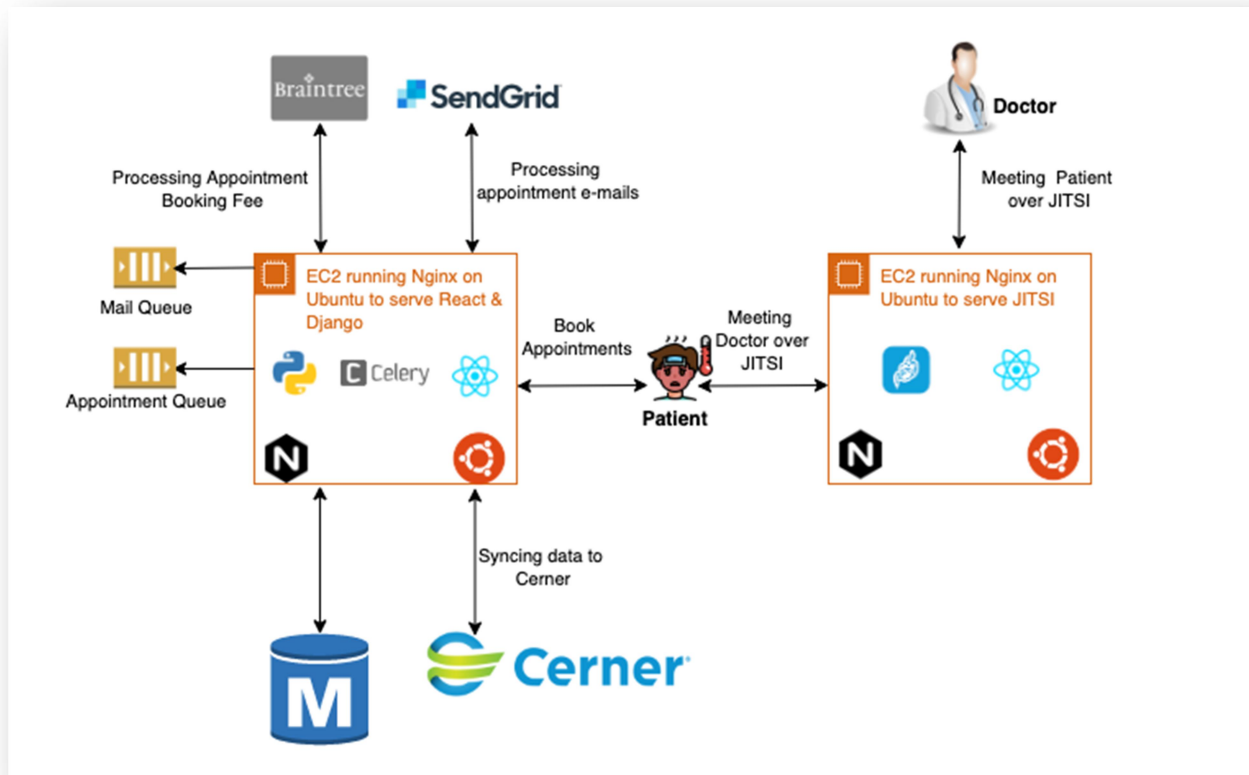 Braintree
SendGrid
Doctor
Processing Appointment
Booking Fee
Processing
appointment e-mails
Meeting  Patient
over JITSI
Mail Queue
Appointment Queue
EC2 running Nginx on
Ubuntu to serve React &
Django
Celery
N
Book
Appointments
Meeting
Doctor over
JITSI
Patient
EC2 running Nginx on
Ubuntu to serve JITSI
N
Syncing data to
Cerner
M
Cerner